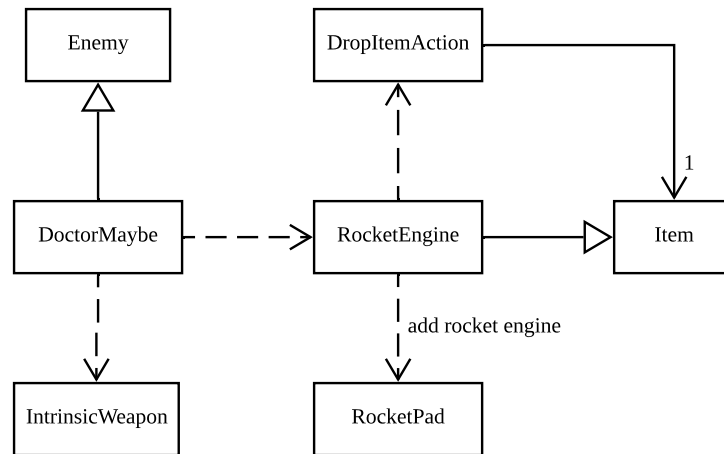 Enemy
DropItemAction
1
DoctorMaybe
RocketEngine
Item
add rocket engine
IntrinsicWeapon
RocketPad